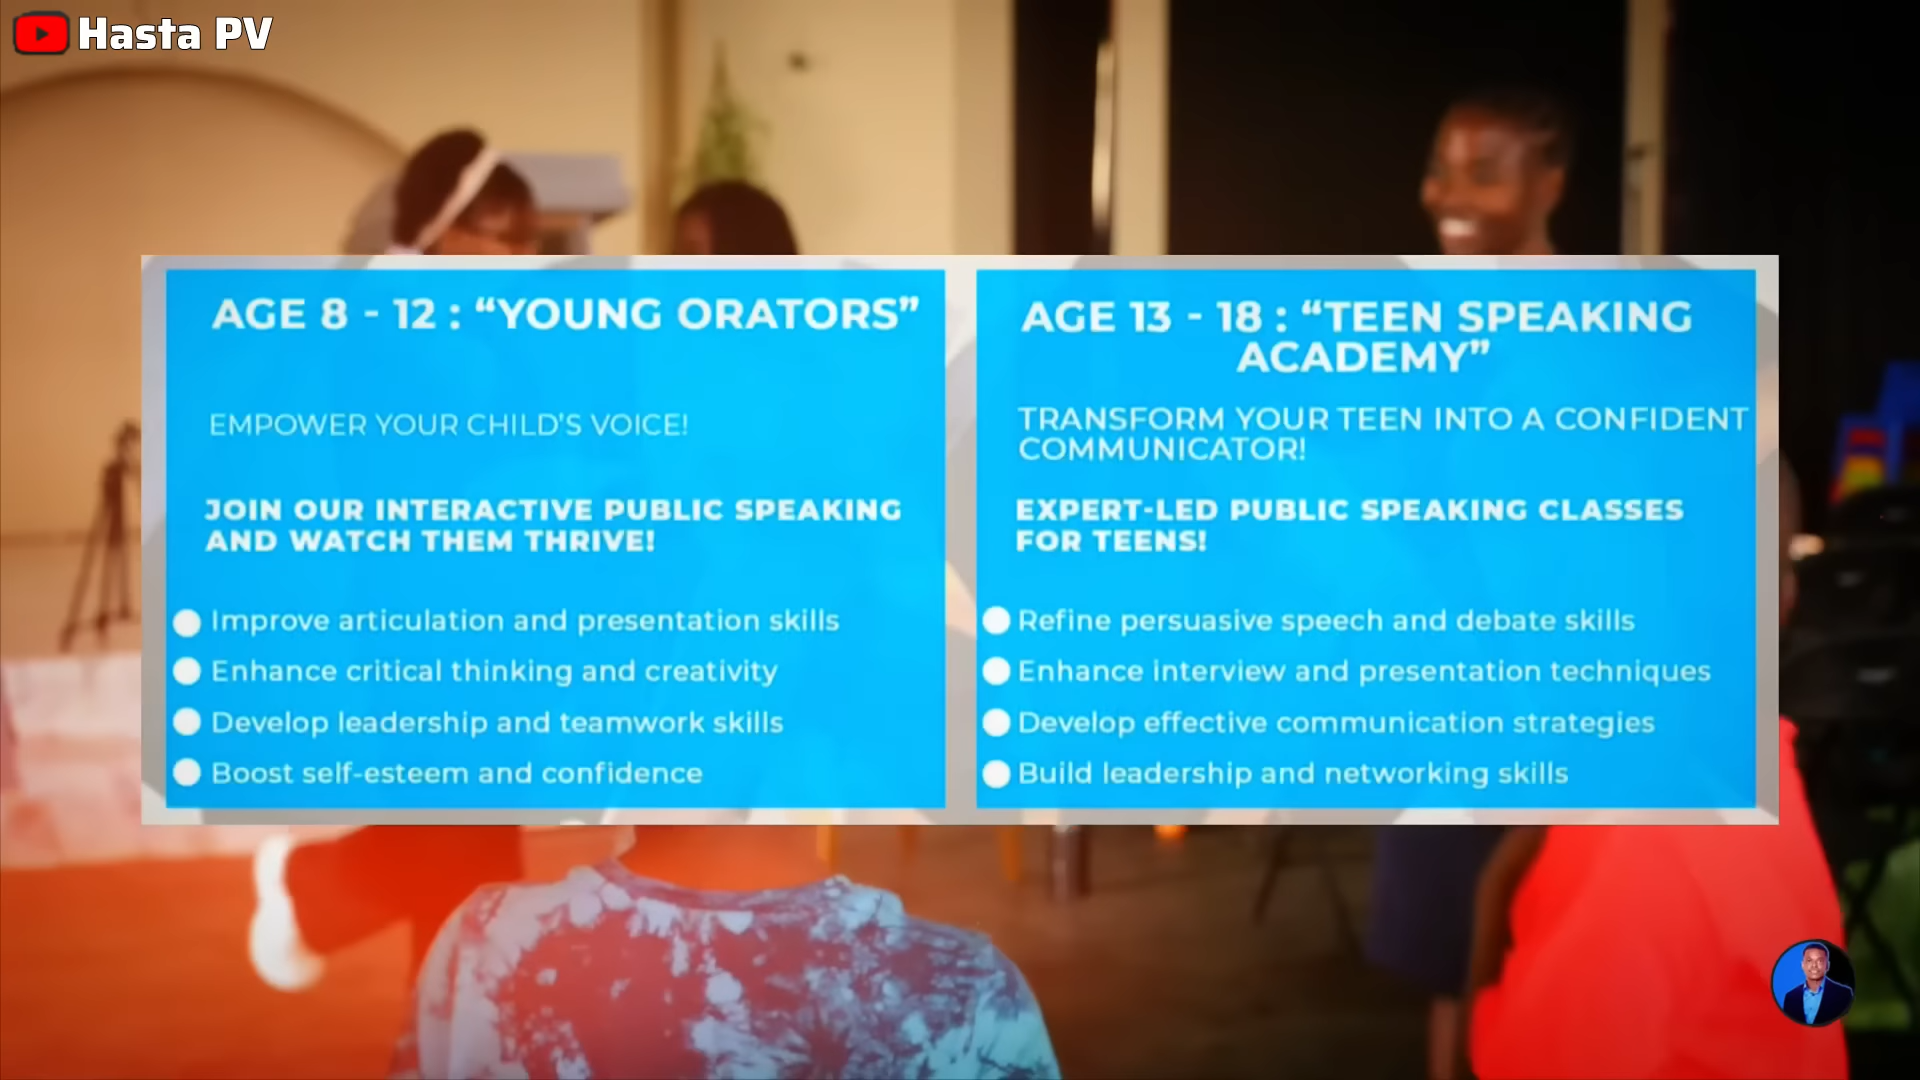 Hasta PV
AGE 8 - 12 : “YOUNG ORATORS”
EMPOWER YOUR CHILD'S VOICE!
JOIN OUR INTERACTIVE PUBLIC SPEAKING
AND WATCH THEM THRIVE!
Improve articulation and presentation skills
Enhance critical thinking and creativity
Develop leadership and teamwork skills
Boost self-esteem and confidence
AGE 13 - 18 : “TEEN SPEAKING
ACADEMY”
TRANSFORM YOUR TEEN INTO A CONFIDENT
COMMUNICATOR!
EXPERT-LED PUBLIC SPEAKING CLASSES
FOR TEENS!
Refine persuasive speech and debate skills
Enhance interview and presentation techniques
Develop effective communication strategies
Build leadership and networking skills